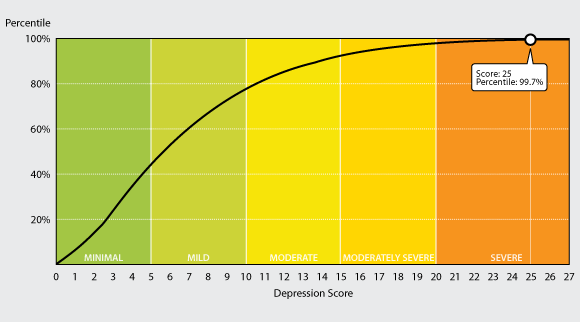 Percentile
100%
80%
60%
40%
20%
Score: 25
Percentile: 99.7%
MINIMAL MILD MODERATE MODERATELY SEVERE SEVERE
0 1 2 3 4 5 6 7 8 9 10 11 12 13 14 15 16 17 18 19 20 21 22 23 24 25 26 27
Depression Score